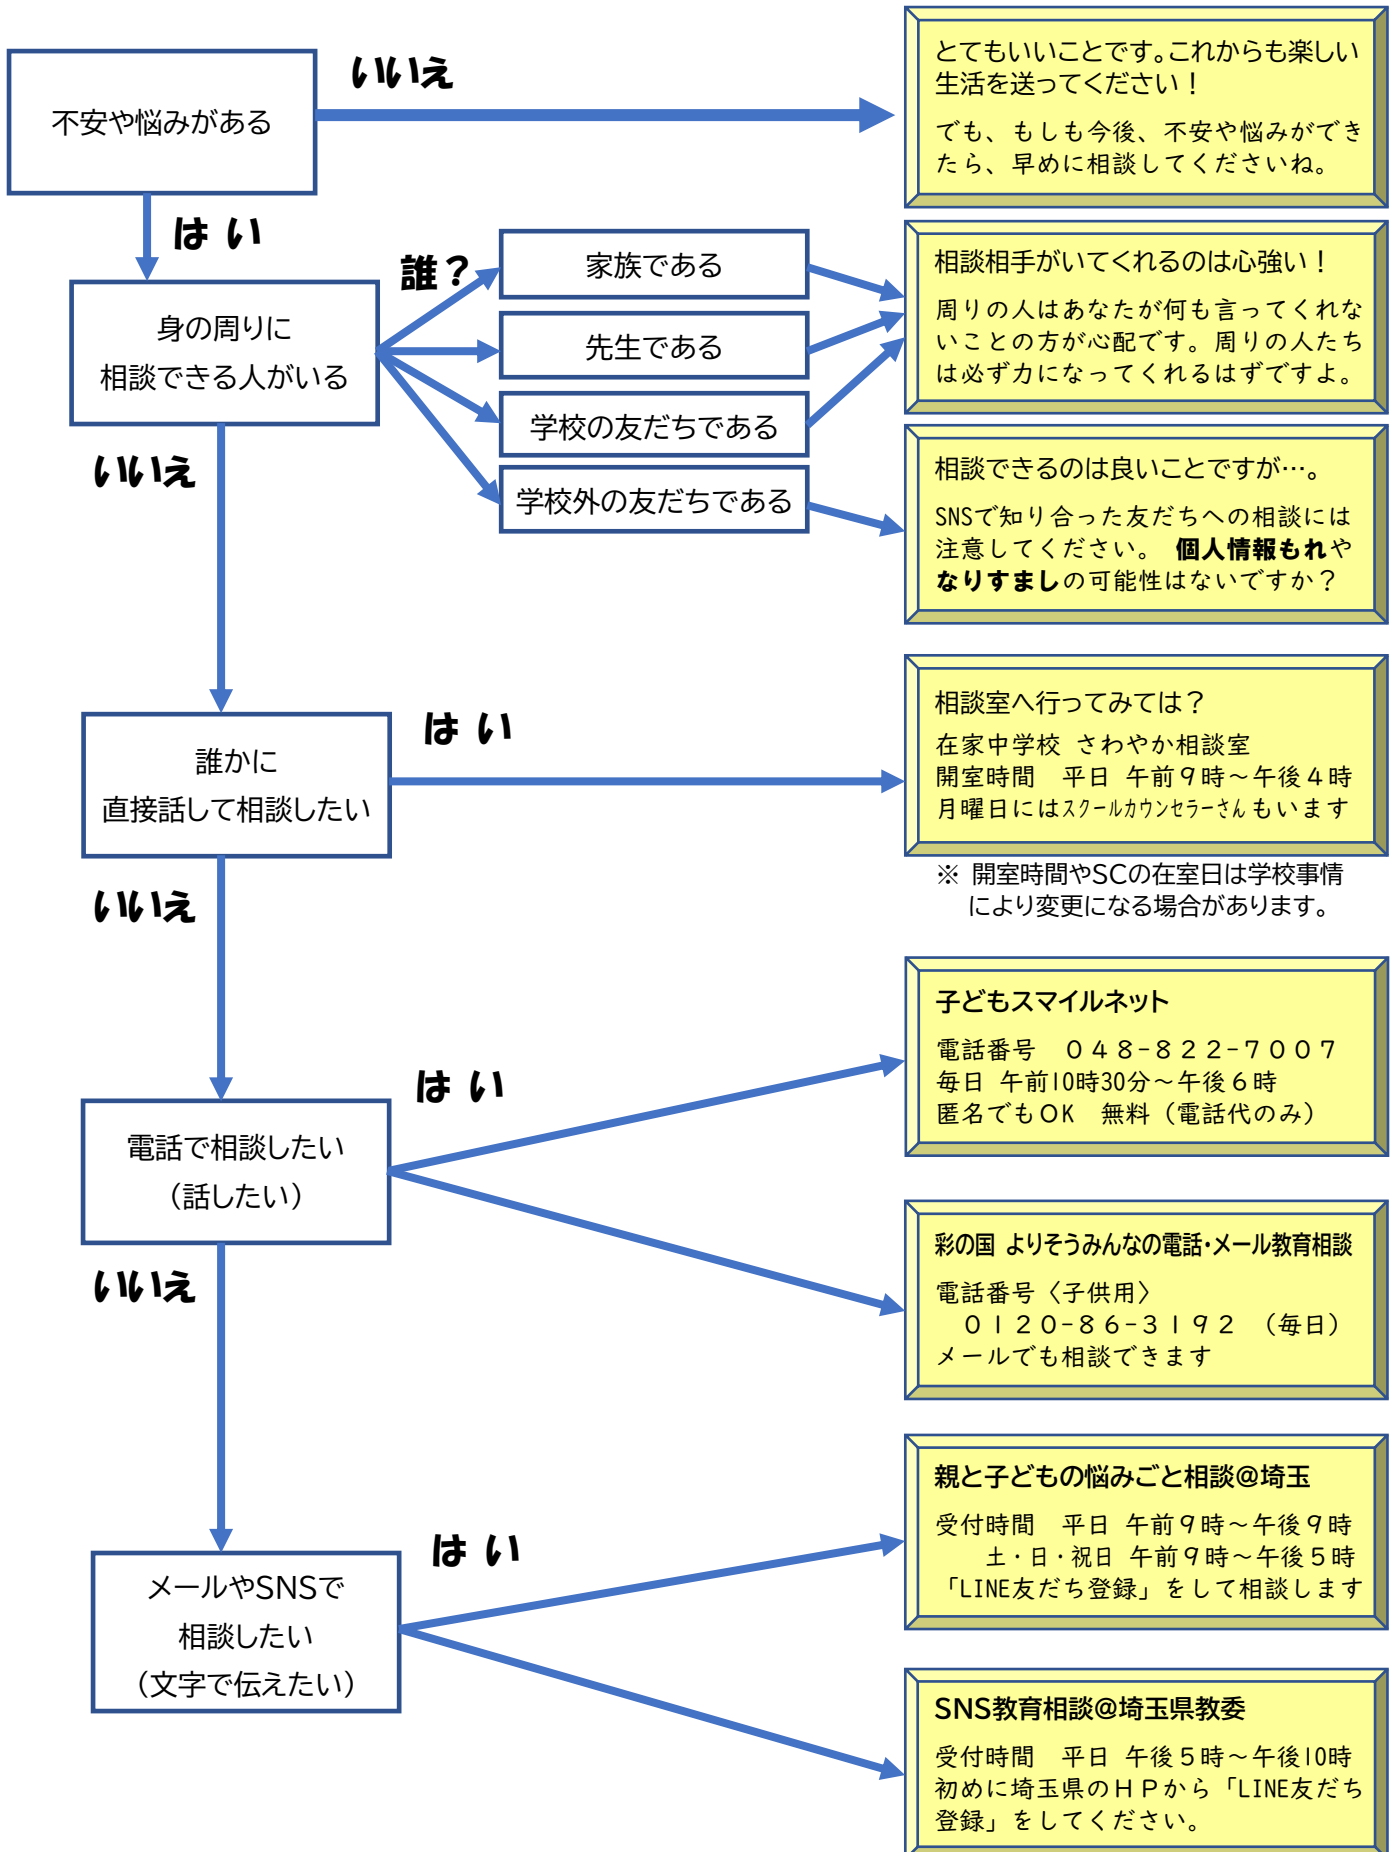 不安や悩みがある
いいえ
とてもいいことです。これからも楽しい
生活を送ってください！
でも、もしも今後、不安や悩みができ
たら、早めに相談してくださいね。
はい
身の周りに
相談できる人がいる
誰？
家族である
先生である
学校の友だちである
学校外の友だちである
相談相手がいてくれるのは心強い！
周りの人はあなたが何も言ってくれな
いことの方が心配です。周りの人たち
は必ず力になってくれるはずですよ。
相談できるのは良いことですが…。
SNSで知り合った友だちへの相談には
注意してください。 個人情報もれや
なりすましの可能性はないですか？
いいえ
誰かに
直接話して相談したい
はい
相談室へ行ってみては？
在家中学校 さわやか相談室
開室時間　平日 午前９時～午後４時
月曜日にはスクールカウンセラーさんもいます
※ 開室時間やSCの在室日は学校事情
により変更になる場合があります。
いいえ
電話で相談したい
（話したい）
はい
子どもスマイルネット
電話番号　０４８-８２２-７００７
毎日 午前10時30分～午後６時
匿名でもＯK　無料（電話代のみ）
彩の国 よりそうみんなの電話・メール教育相談
電話番号〈子供用〉
０１２０-８６-３１９２ （毎日）
メールでも相談できます
いいえ
メールやSNSで
相談したい
（文字で伝えたい）
はい
親と子どもの悩みごと相談＠埼玉
受付時間　平日 午前９時～午後９時
土・日・祝日 午前９時～午後５時
「LINE友だち登録」をして相談します
SNS教育相談＠埼玉県教委
受付時間　平日 午後５時～午後10時
初めに埼玉県のＨＰから「LINE友だち
登録」をしてください。